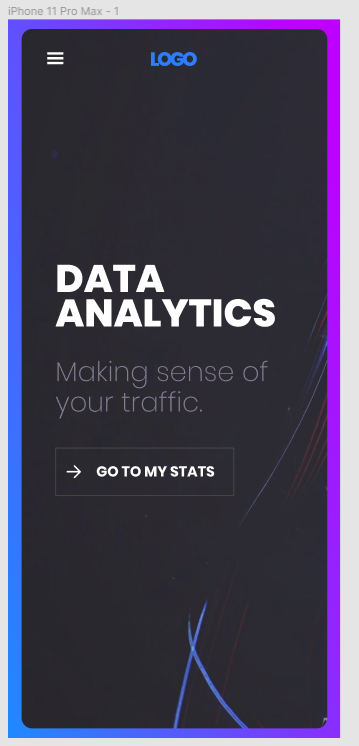 iPhone 11 Pro Max - 1
LOGO
DATA
ANALYTICS
Making sense of
your traffic.
GO TO MY STATS